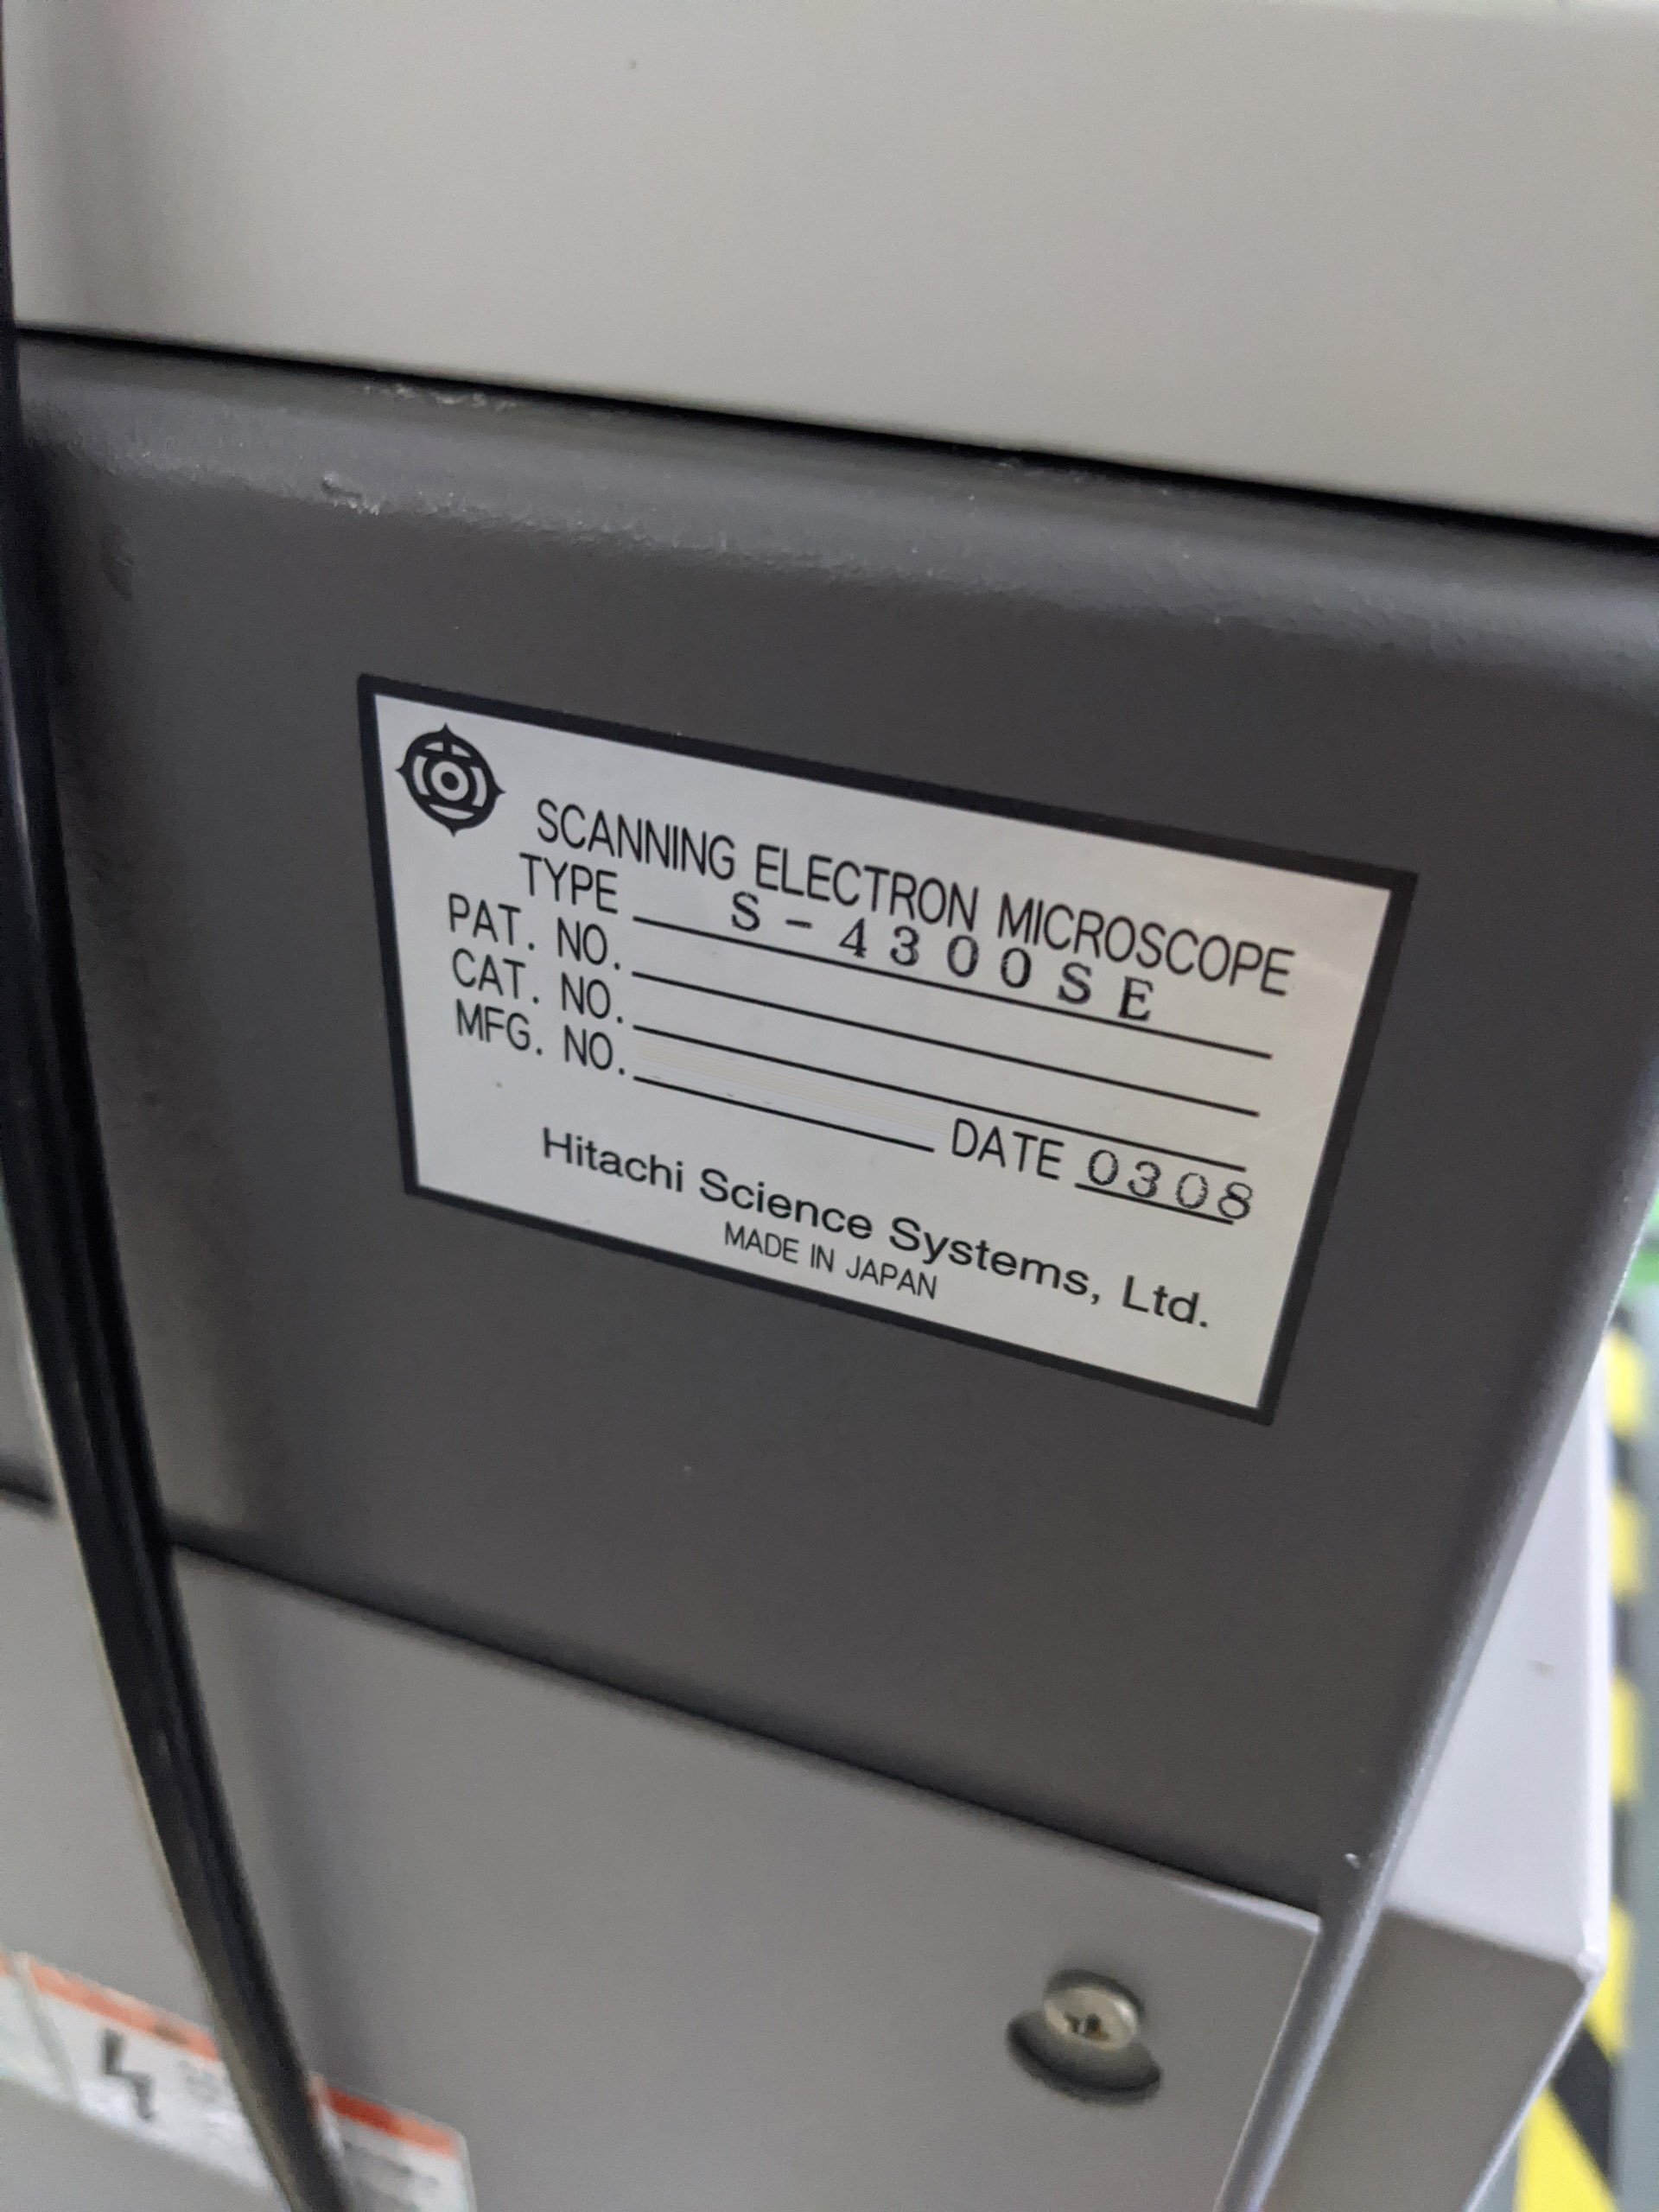 SCANNING ELECTRON MICROSCOPE
TYPE S-4300SE
PAT. NO.
CAT. NO.
MFG. NO. DATE 0308
Hitachi Science Systems, Ltd.
MADE IN JAPAN